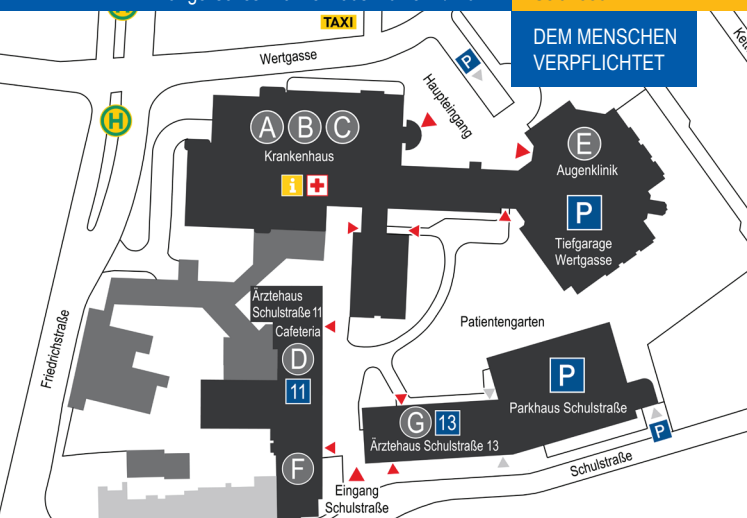 TAXI
DEM MENSCHEN
VERPFLICHTET
H
Wertgasse
P
Haupteingang
A B C
Krankenhaus
i
E
Augenklinik
P
Tiefgarage
Wertgasse
Friedrichstraße
Ärztehaus
Schulstraße 11
Cafeteria
D
11
F
Patientengarten
P
Parkhaus Schulstraße
G 13
Ärztehaus Schulstraße 13
P
Schulstraße
Eingang
Schulstraße